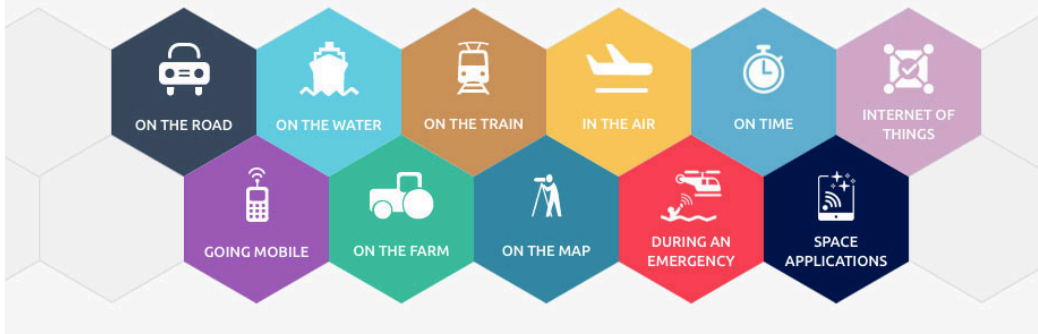 ON THE ROAD
ON THE WATER
ON THE TRAIN
IN THE AIR
ON TIME
INTERNET OF
THINGS
GOING MOBILE
ON THE FARM
ON THE MAP
DURING AN
EMERGENCY
SPACE
APPLICATIONS